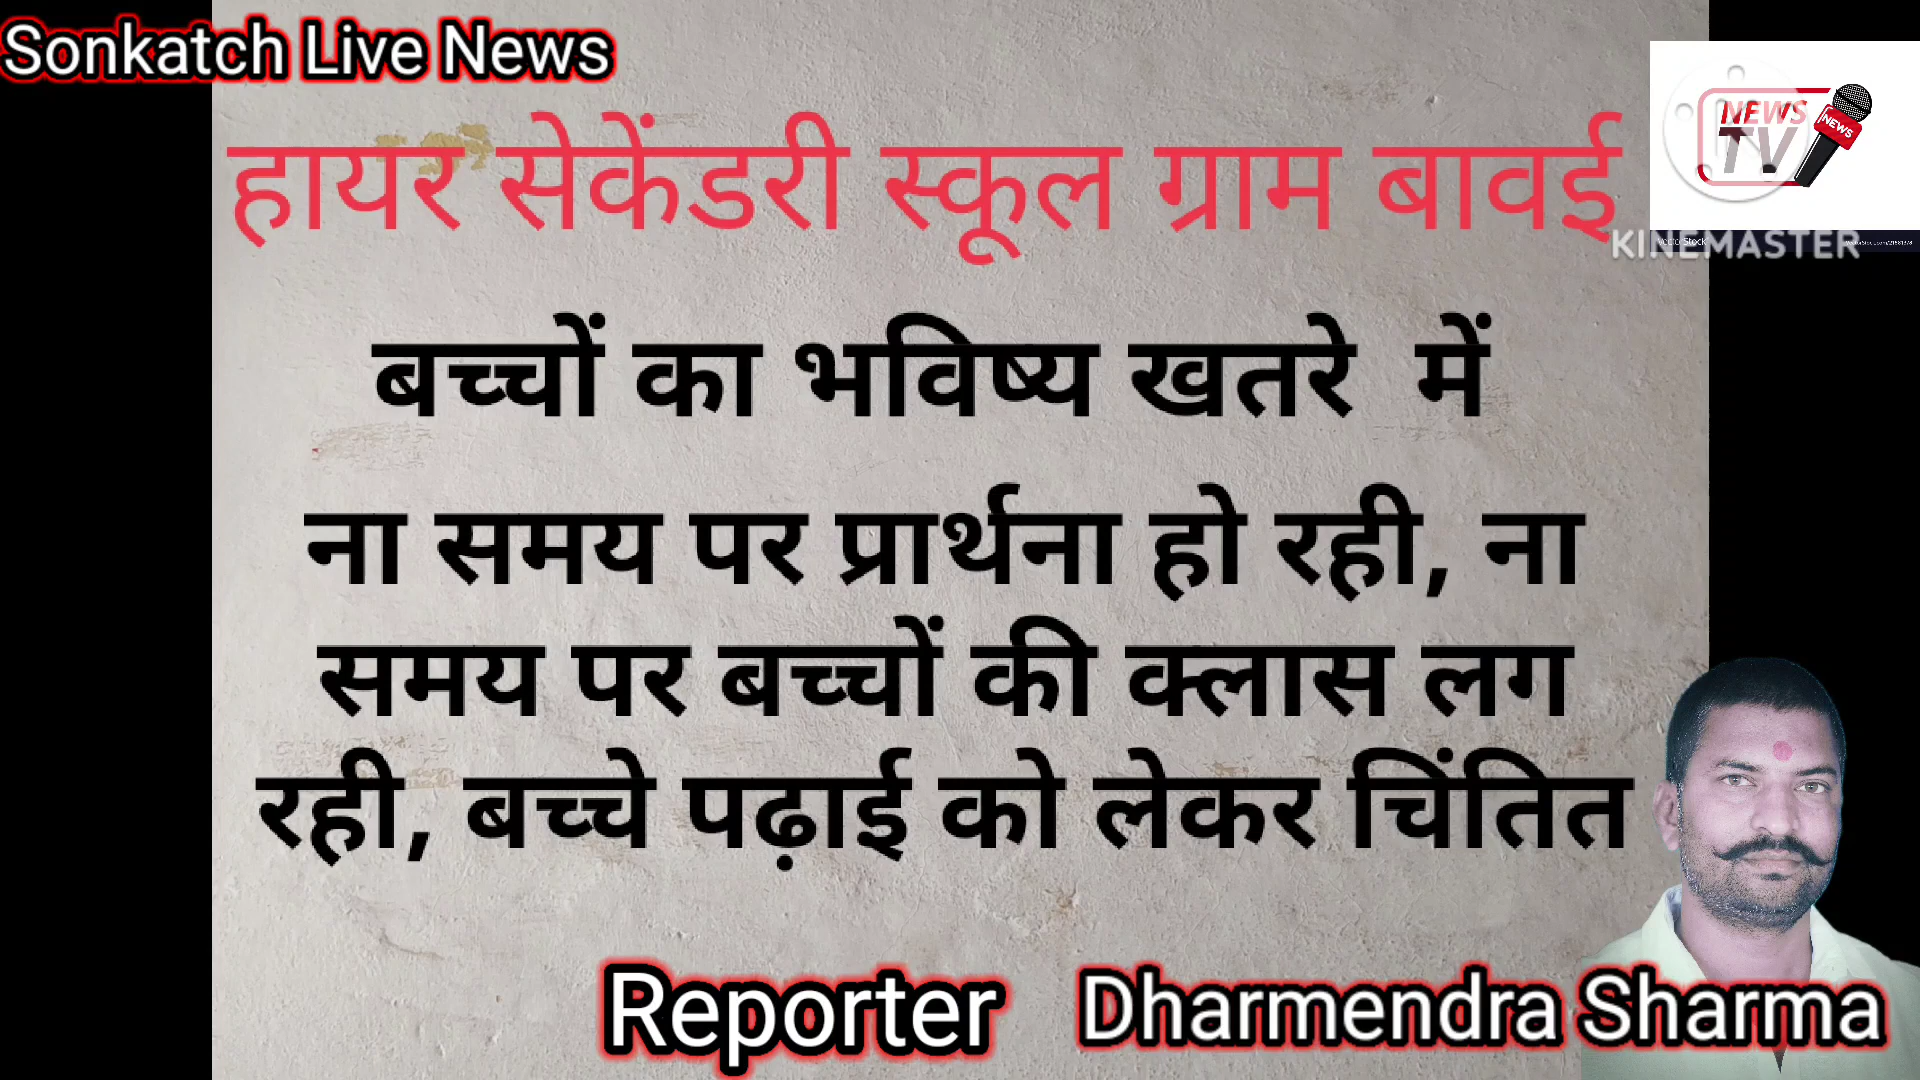 Sonkatch Live News
NEWS
TV
NEWS
हायर सेकेंडरी स्कूल ग्राम बावई
KINEMASTER
बच्चों का भविष्य खतरे में
ना समय पर प्रार्थना हो रही, ना
समय पर बच्चों की क्लास लग
रही, बच्चे पढ़ाई को लेकर चिंतित
Reporter Dharmendra Sharma